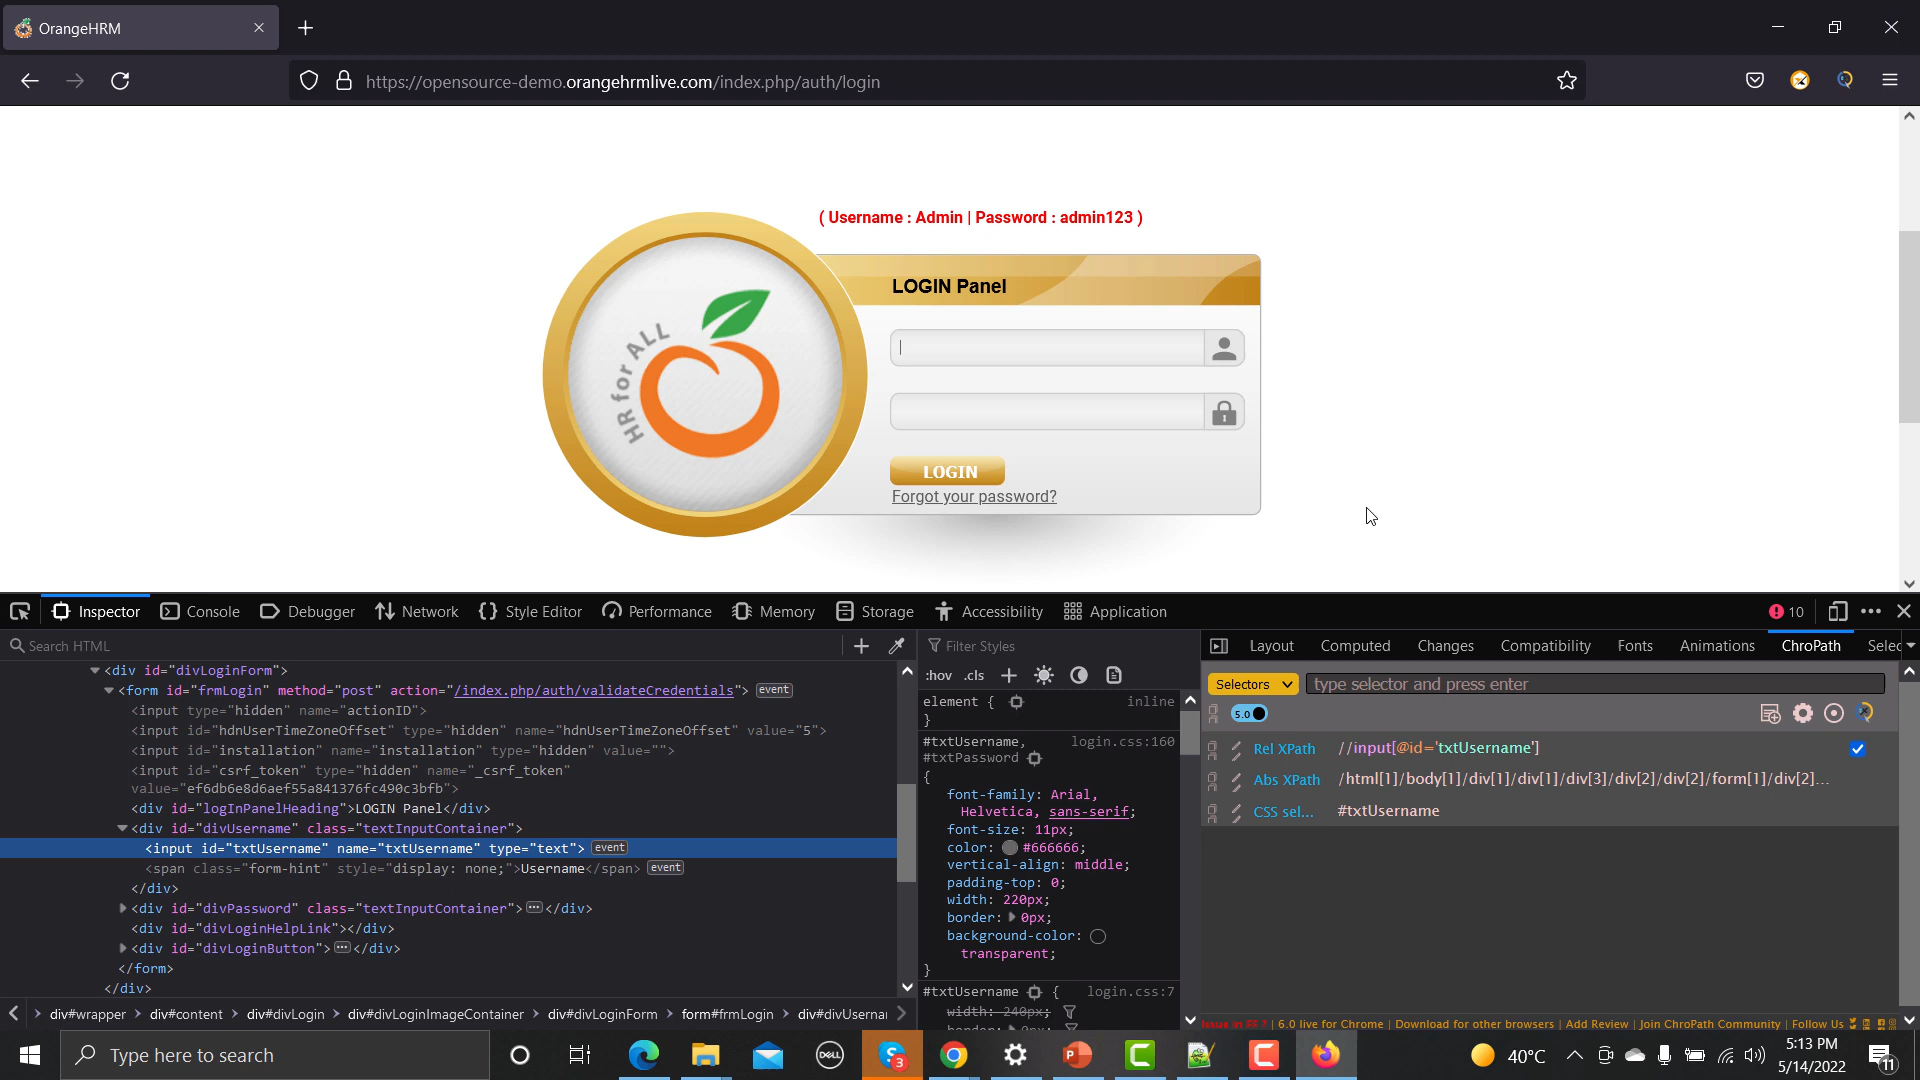 OrangeHRM
https://opensource-demo.orangehrmlive.com/index.php/auth/login
( Username : Admin | Password : admin123 )
HR for ALL
LOGIN Panel
LOGIN
Forgot your password?
Inspector Console Debugger Network Style Editor Performance Memory Storage Accessibility Application 10
Search HTML
<div id="divLoginForm">
<form id="frmLogin" method="post" action="/index.php/auth/validateCredentials"> event
<input type="hidden" name="actionID">
<input id="hdnUserTimeZoneOffset" type="hidden" name="hdnUserTimeZoneOffset" value="5">
<input id="installation" name="installation" type="hidden" value="">
<input id="csrf_token" type="hidden" name="_csrf_token"
value="ef6db6e8d6aef55a841376fc490c3bfb">
<div id="logInPanelHeading">LOGIN Panel</div>
<div id="divUsername" class="textInputContainer">
<input id="txtUsername" name="txtUsername" type="text"> event
<span class="form-hint" style="display: none;">Username</span> event
</div>
<div id="divPassword" class="textInputContainer"></div>
<div id="divLoginHelpLink"></div>
<div id="divLoginButton"></div>
</form>
</div>
div#wrapper div#content div#divLogin div#divLoginImageContainer div#divLoginForm form#frmLogin div#divUsernar
Filter Styles
:hov .cls
element { inline
}
#txtUsername, login.css:160
#txtPassword
{
font-family: Arial,
Helvetica, sans-serif;
font-size: 11px;
color: #666666;
vertical-align: middle;
padding-top: 0;
width: 220px;
border: 0px;
background-color:
transparent;
}
#txtUsername { login.css:7
width: 240px;
border: 0px;
Layout Computed Changes Compatibility Fonts Animations ChroPath Selec
Selectors type selector and press enter
5.0
Rel XPath //input[@id='txtUsername']
Abs XPath /html[1]/body[1]/div[1]/div[1]/div[3]/div[2]/div[2]/form[1]/div[2]...
CSS sel... #txtUsername
Issue in FF ? | 6.0 live for Chrome | Download for other browsers | Add Review | Join ChroPath Community | Follow Us
Type here to search
DELL
3
40°C
5:13 PM
5/14/2022
11